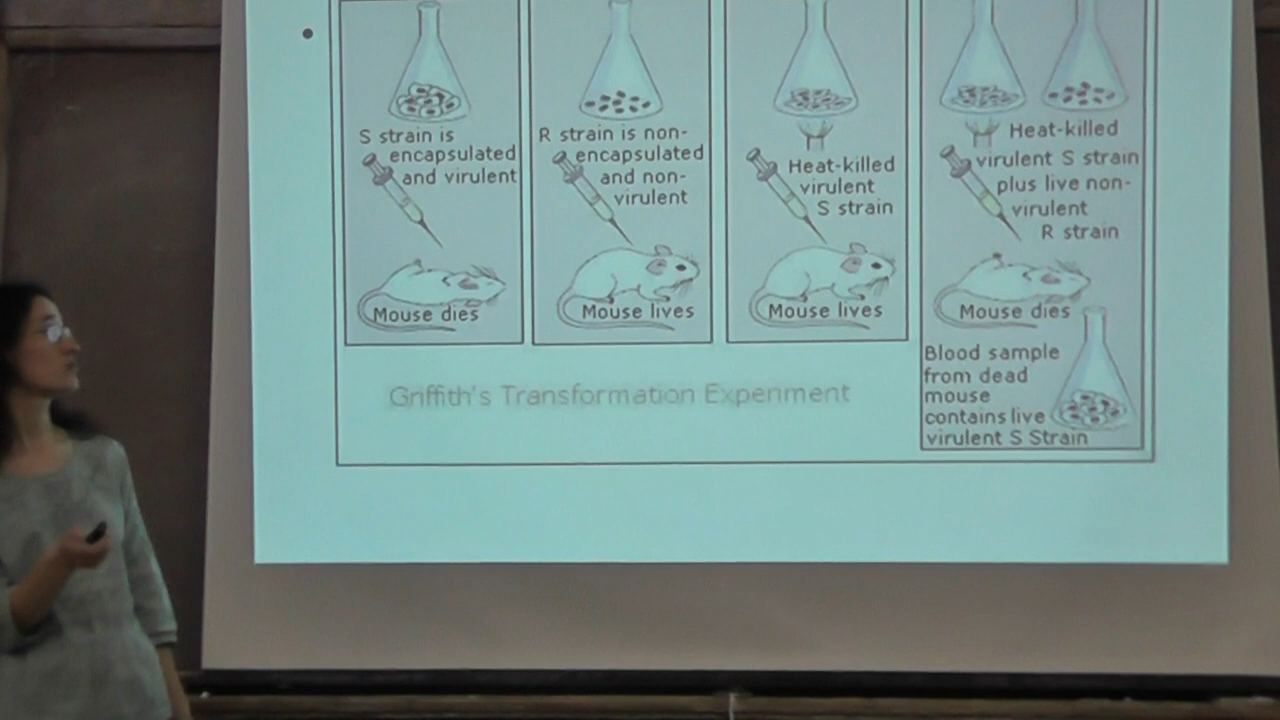 S strain is
encapsulated
and virulent
Mouse dies
R strain is non-
encapsulated
and non-
virulent
Mouse lives
Heat-killed
virulent
S strain
Mouse lives
Heat-killed
virulent S strain
plus live non-
virulent
R strain
Mouse dies
Blood sample
from dead
mouse
contains live
virulent S Strain
Griffith's Transformation Experiment